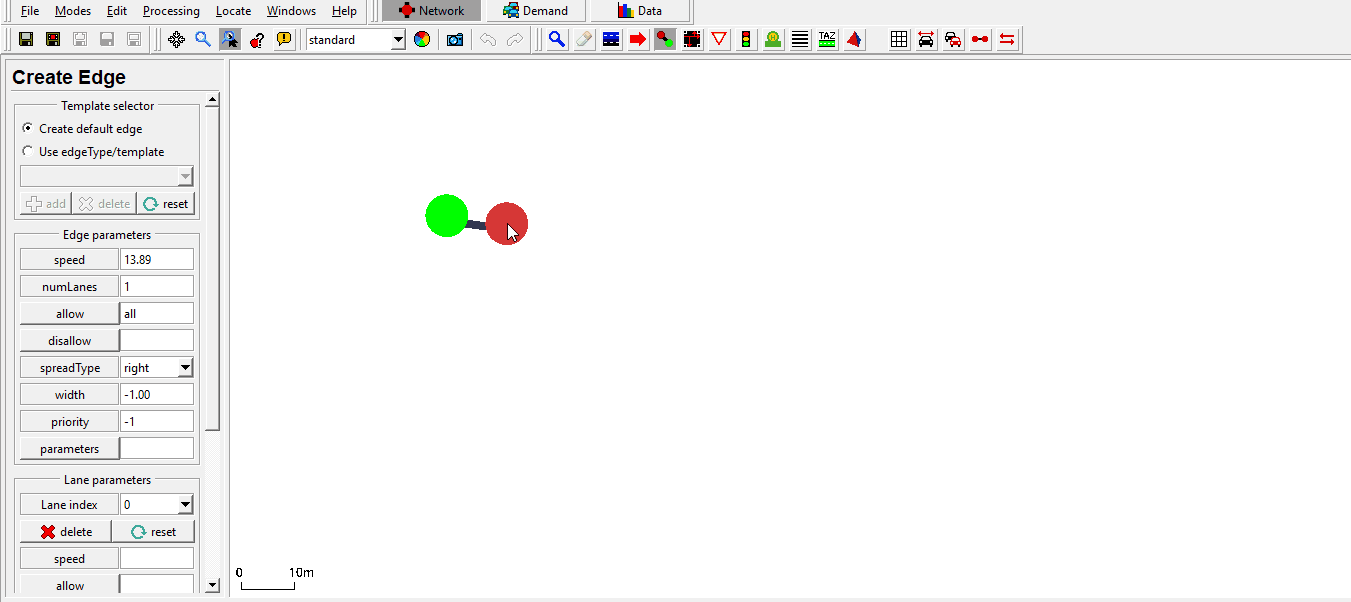 File Modes Edit Processing Locate Windows Help Network Demand Data
standard TAZ
Create Edge
Template selector
Create default edge
Use edgeType/template
add delete reset
Edge parameters
speed 13.89
numLanes 1
allow all
disallow
spreadType right
width -1.00
priority -1
parameters
Lane parameters
Lane index 0
delete reset
speed
allow
0 10m